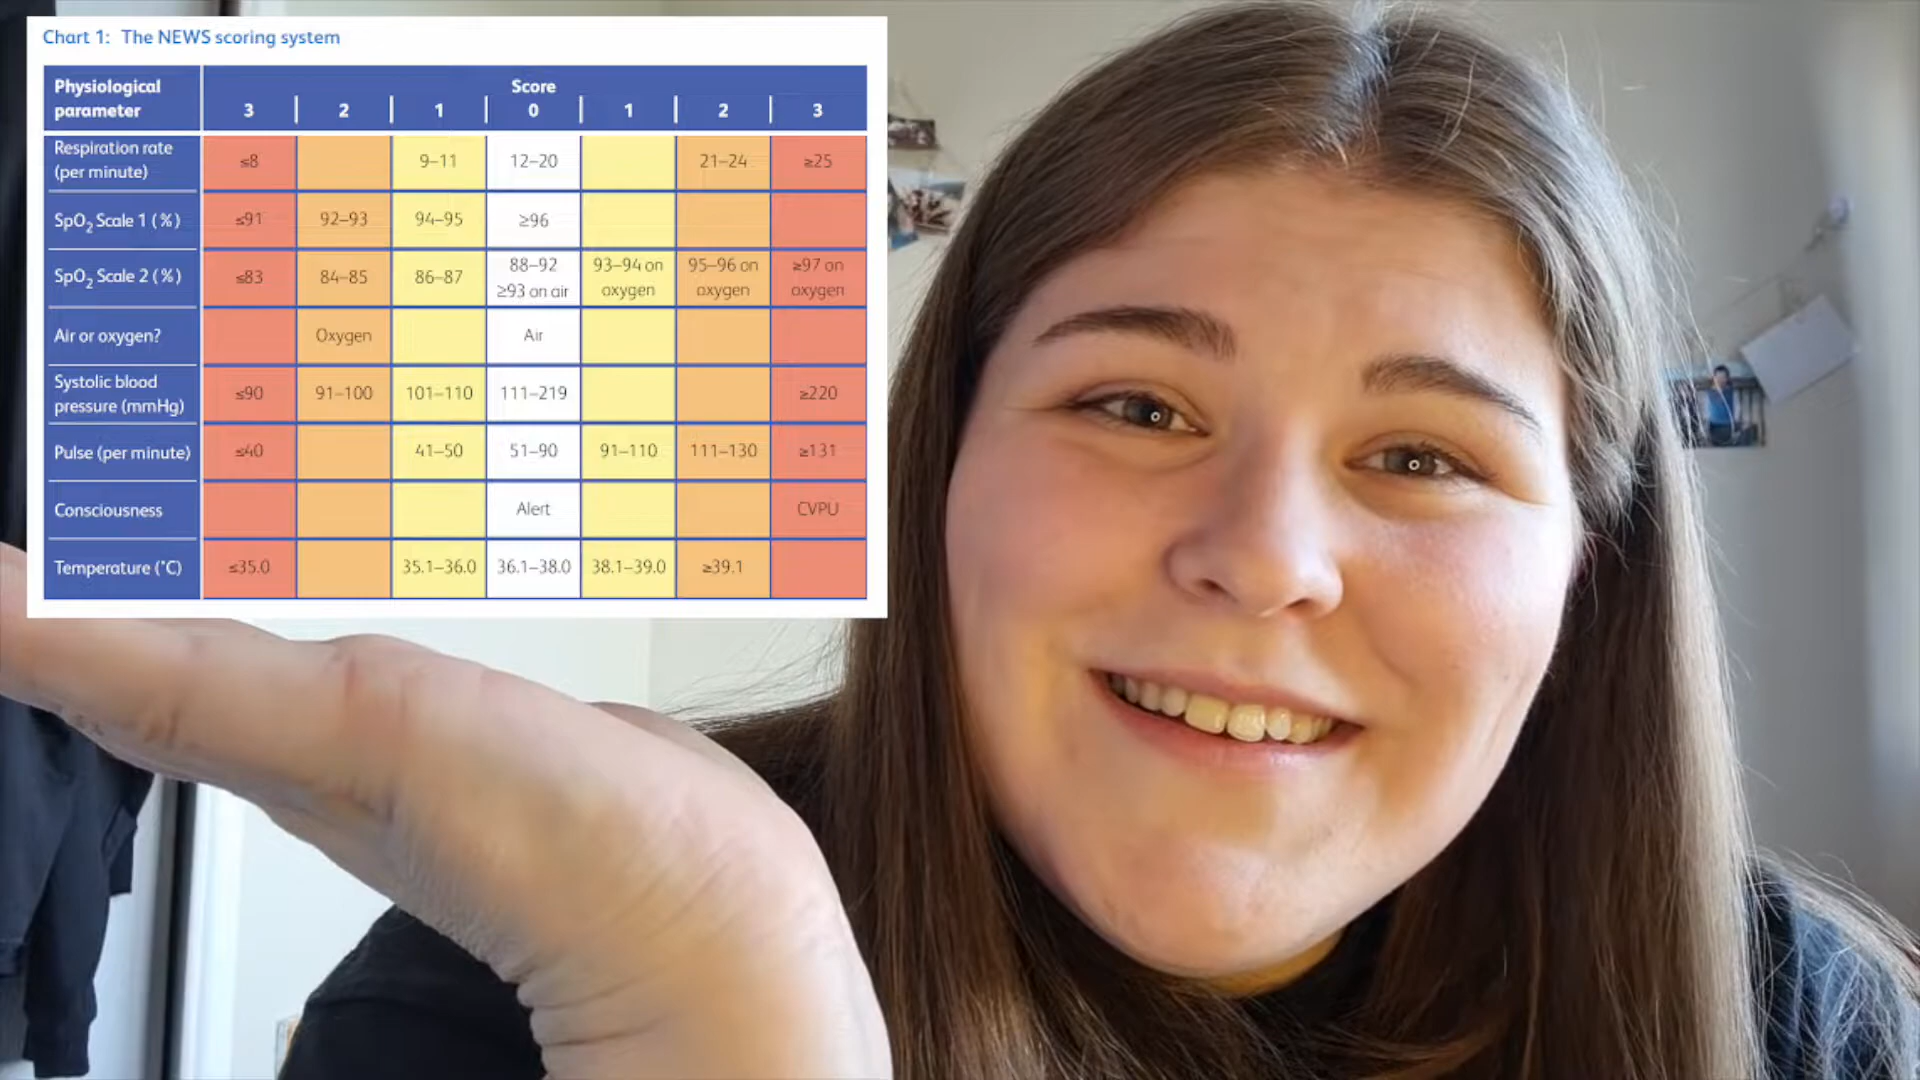 Chart 1: The NEWS scoring system
Physiological parameter
Score
3 2 1 0 1 2 3
Respiration rate (per minute) ≤8 9–11 12–20 21–24 ≥25
SpO₂ Scale 1 (%) ≤91 92–93 94–95 ≥96
SpO₂ Scale 2 (%) ≤83 84–85 86–87 88–92 ≥93 on air 93–94 on oxygen 95–96 on oxygen ≥97 on oxygen
Air or oxygen? Oxygen Air
Systolic blood pressure (mmHg) ≤90 91–100 101–110 111–219 ≥220
Pulse (per minute) ≤40 41–50 51–90 91–110 111–130 ≥131
Consciousness Alert CVPU
Temperature (°C) ≤35.0 35.1–36.0 36.1–38.0 38.1–39.0 ≥39.1